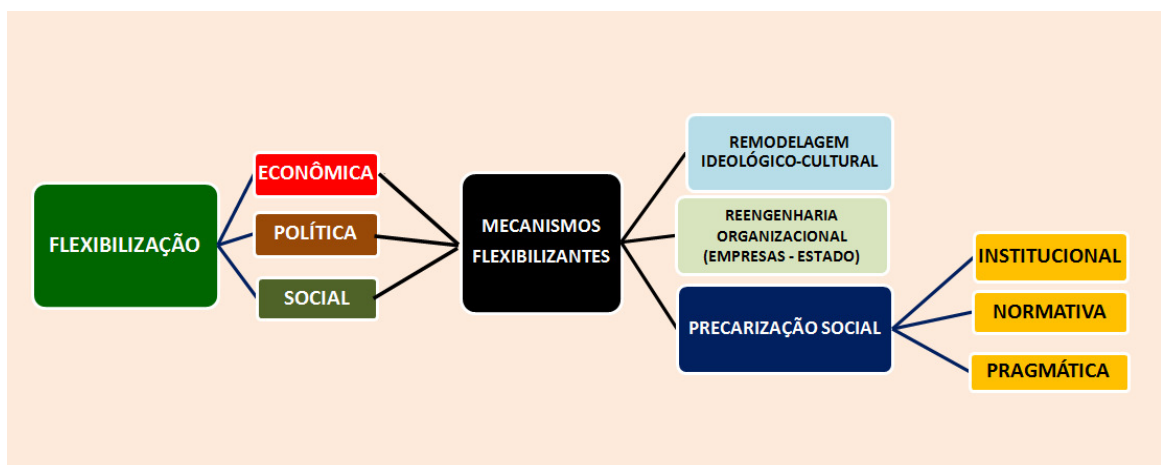 FLEXIBILIZAÇÃO
ECONÔMICA
POLÍTICA
SOCIAL
MECANISMOS
FLEXIBILIZANTES
REMODELAGEM
IDEOLÓGICO-CULTURAL
REENGENHARIA
ORGANIZACIONAL
(EMPRESAS - ESTADO)
PRECARIZAÇÃO SOCIAL
INSTITUCIONAL
NORMATIVA
PRAGMÁTICA